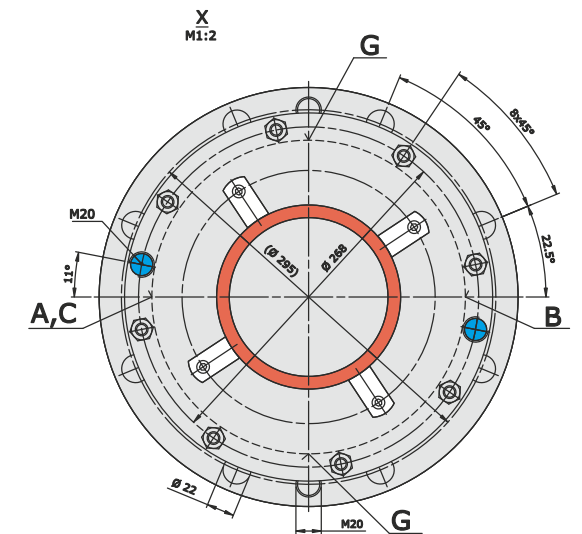 X
M1:2
G
45°
8x45°
M20
(Ø 295)
Ø 268
22.5°
11°
A,C
B
Ø 22
M20
G